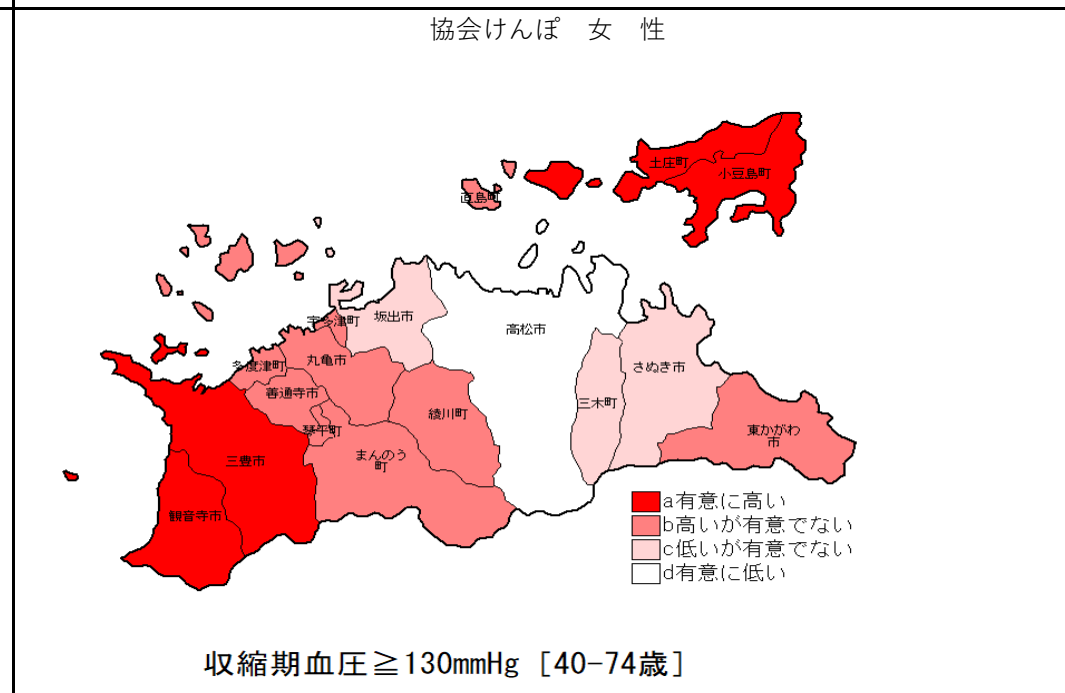 協会けんぽ 女 性
土庄町
小豆島町
直島町
宇多津町
坂出市
高松市
多度津町
丸亀市
さぬき市
善通寺市
綾川町
三木町
琴平町
東かがわ
市
まんのう
町
三豊市
観音寺市
a有意に高い
b高いが有意でない
c低いが有意でない
d有意に低い
収縮期血圧≧130mmHg［40-74歳］